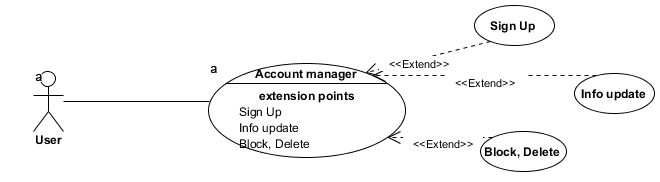 Sign Up
a
<<Extend>>
a
Account manager
<<Extend>>
extension points
Info update
Sign Up
Info update
User
Block, Delete
<<Extend>>
Block, Delete